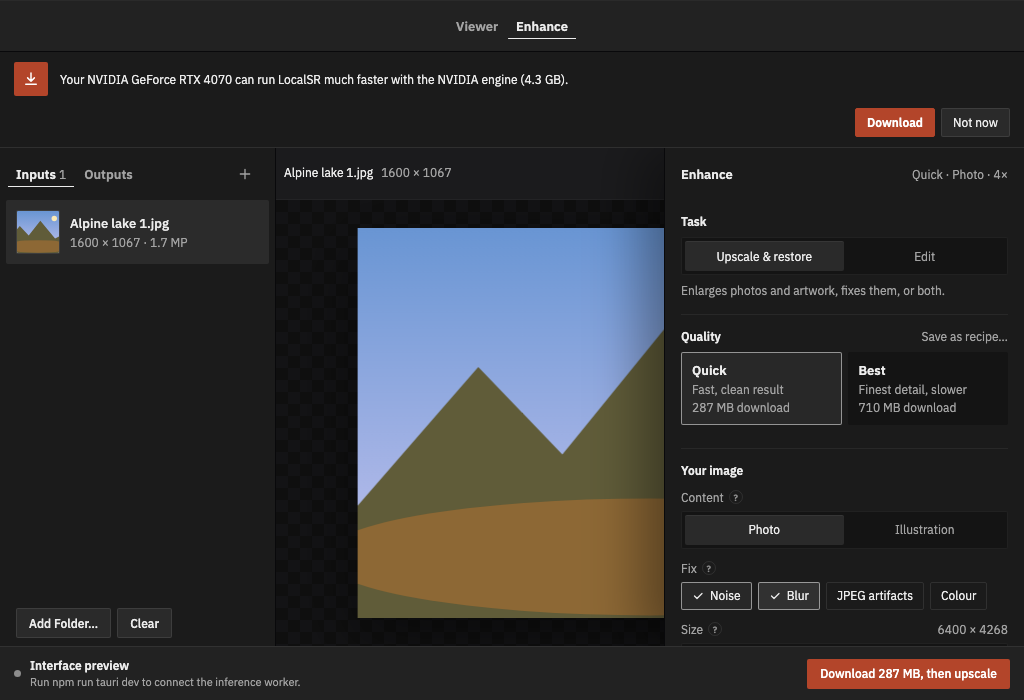 Viewer Enhance
Your NVIDIA GeForce RTX 4070 can run LocalSR much faster with the NVIDIA engine (4.3 GB).
Download Not now
Inputs 1 Outputs
Alpine lake 1.jpg
1600 × 1067 · 1.7 MP
Add Folder...
Clear
Alpine lake 1.jpg 1600 × 1067
Enhance Quick · Photo · 4×
Task
Upscale & restore Edit
Enlarges photos and artwork, fixes them, or both.
Quality Save as recipe...
Quick
Fast, clean result
287 MB download
Best
Finest detail, slower
710 MB download
Your image
Content ?
Photo Illustration
Fix ?
Noise Blur JPEG artifacts Colour
Size ? 6400 × 4268
Interface preview
Run npm run tauri dev to connect the inference worker.
Download 287 MB, then upscale